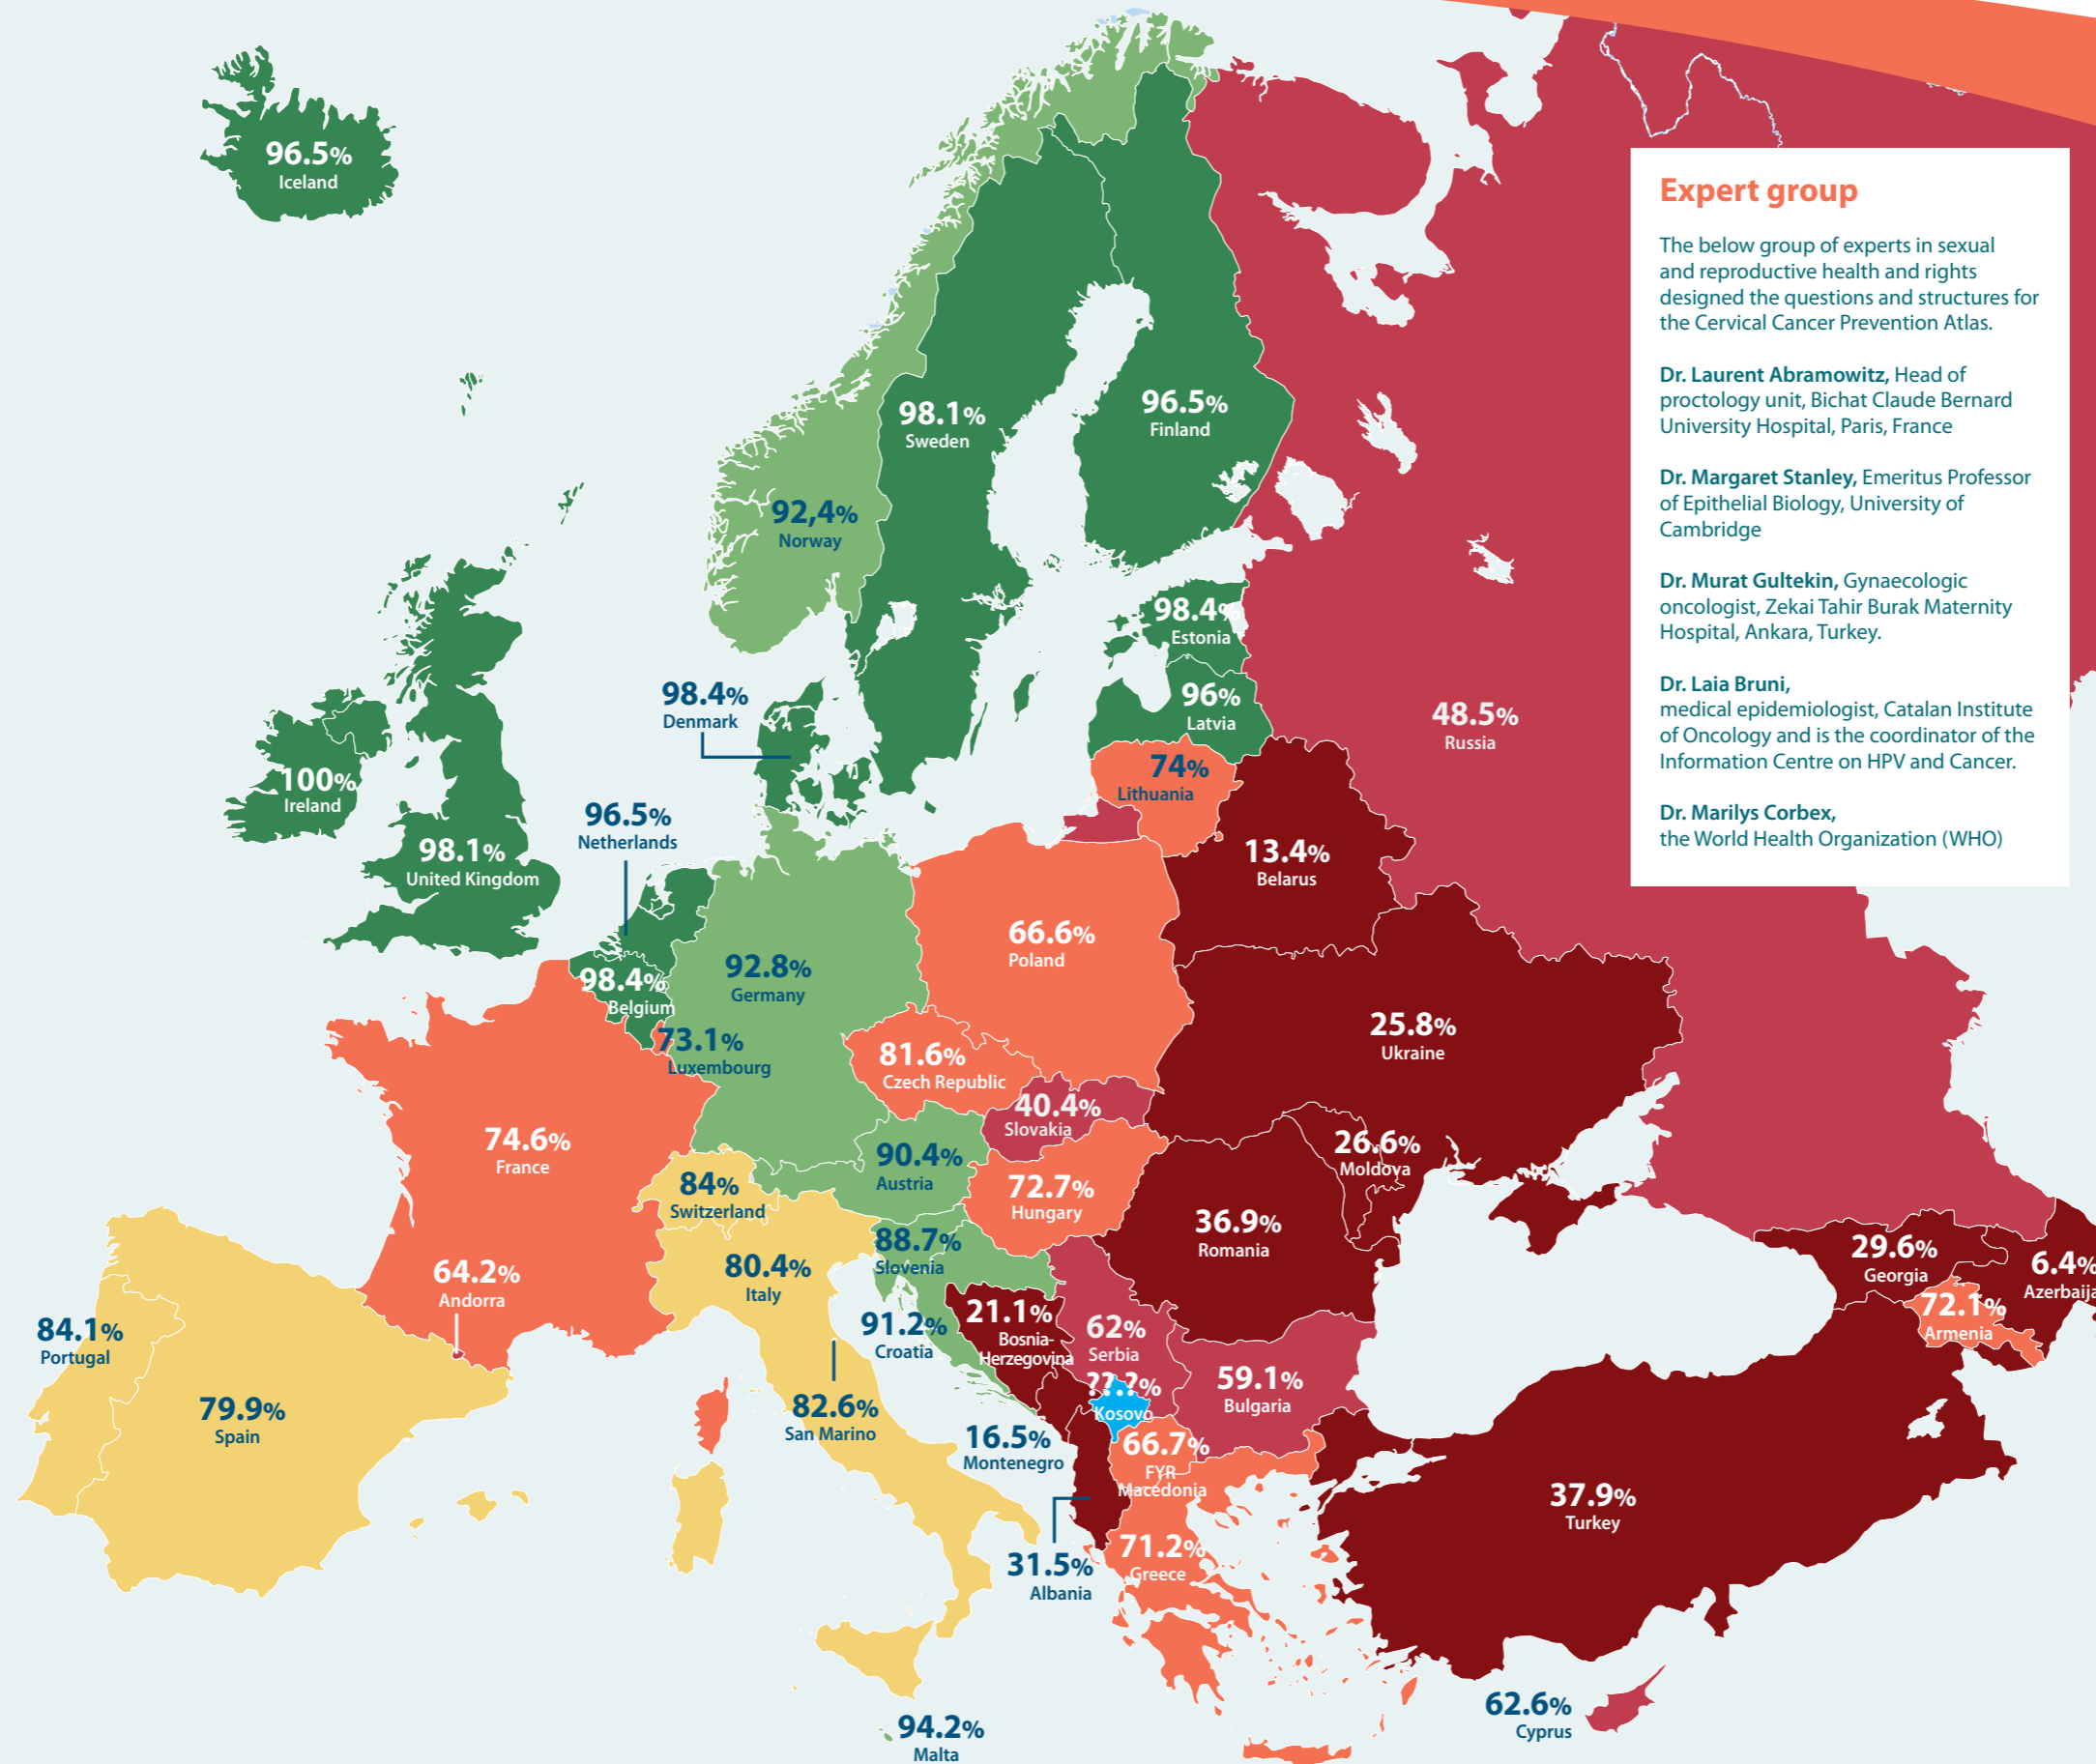 96.5%
Iceland
98.1%
Sweden
96.5%
Finland
92,4%
Norway
98.4%
Estonia
96%
Latvia
98.4%
Denmark
74%
Lithuania
48.5%
Russia
100%
Ireland
96.5%
Netherlands
98.1%
United Kingdom
13.4%
Belarus
66.6%
Poland
92.8%
Germany
98.4%
Belgium
73.1%
Luxembourg
25.8%
Ukraine
81.6%
Czech Republic
40.4%
Slovakia
74.6%
France
90.4%
Austria
26.6%
Moldova
84%
Switzerland
72.7%
Hungary
36.9%
Romania
88.7%
Slovenia
80.4%
Italy
64.2%
Andorra
29.6%
Georgia
6.4%
Azerbaija
72.1%
Armenia
84.1%
Portugal
91.2%
Croatia
21.1%
Bosnia-
Herzegovina
62%
Serbia
??.?%
Kosovo
59.1%
Bulgaria
79.9%
Spain
82.6%
San Marino
16.5%
Montenegro
66.7%
FYR
Macedonia
37.9%
Turkey
31.5%
Albania
71.2%
Greece
62.6%
Cyprus
94.2%
Malta
Expert group
The below group of experts in sexual
and reproductive health and rights
designed the questions and structures for
the Cervical Cancer Prevention Atlas.
Dr. Laurent Abramowitz, Head of
proctology unit, Bichat Claude Bernard
University Hospital, Paris, France
Dr. Margaret Stanley, Emeritus Professor
of Epithelial Biology, University of
Cambridge
Dr. Murat Gultekin, Gynaecologic
oncologist, Zekai Tahir Burak Maternity
Hospital, Ankara, Turkey.
Dr. Laia Bruni,
medical epidemiologist, Catalan Institute
of Oncology and is the coordinator of the
Information Centre on HPV and Cancer.
Dr. Marilys Corbex,
the World Health Organization (WHO)